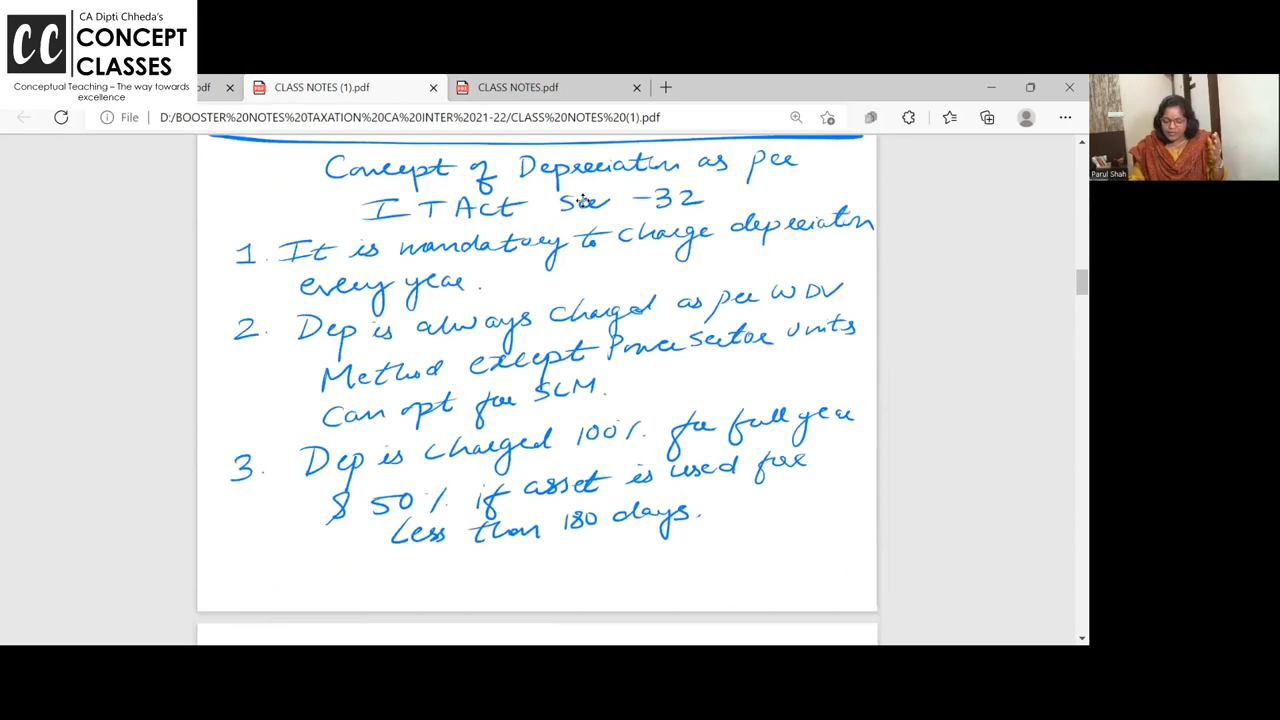 CA Dipti Chheda's
CC CONCEPT
CLASSES
Conceptual Teaching – The way towards
excellence
pdf
CLASS NOTES (1).pdf
CLASS NOTES.pdf
File
D:/BOOSTER%20NOTES%20TAXATION%20CA%20INTER%202021-22/CLASS%20NOTES%20(1).pdf
Parul Shah
Concept of Depreciation as per
I T Act Sec -32
1. It is mandatory to charge depreciation
every year.
2. Dep is always charged as per WDV
Method except Power Sector Units
can opt for SLM.
3. Dep is charged 100% for full year
& 50% if asset is used for
less than 180 days.